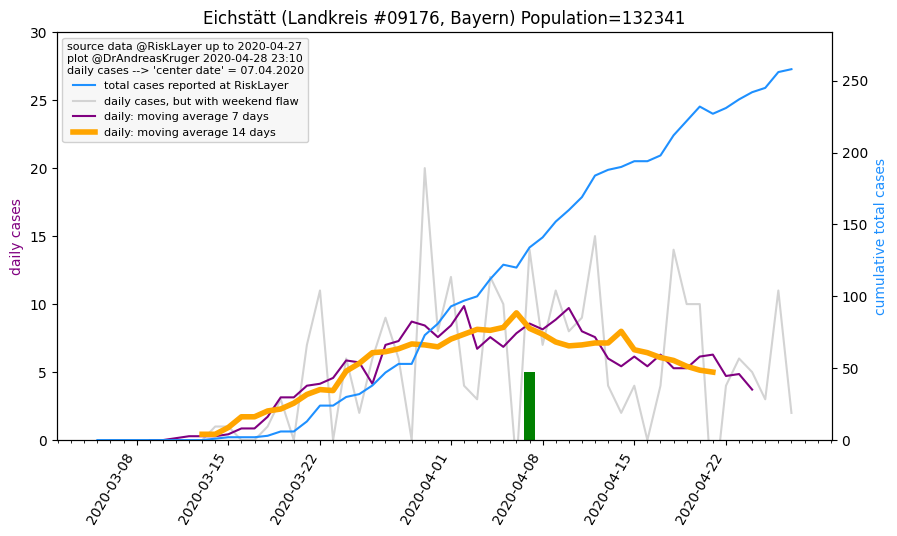 Eichstätt (Landkreis #09176, Bayern) Population=132341
source data @RiskLayer up to 2020-04-27
plot @DrAndreasKruger 2020-04-28 23:10
daily cases --> 'center date' = 07.04.2020
total cases reported at RiskLayer
daily cases, but with weekend flaw
daily: moving average 7 days
daily: moving average 14 days
daily cases
30
25
20
15
10
5
0
cumulative total cases
250
200
150
100
50
0
2020-03-08
2020-03-15
2020-03-22
2020-04-01
2020-04-08
2020-04-15
2020-04-22